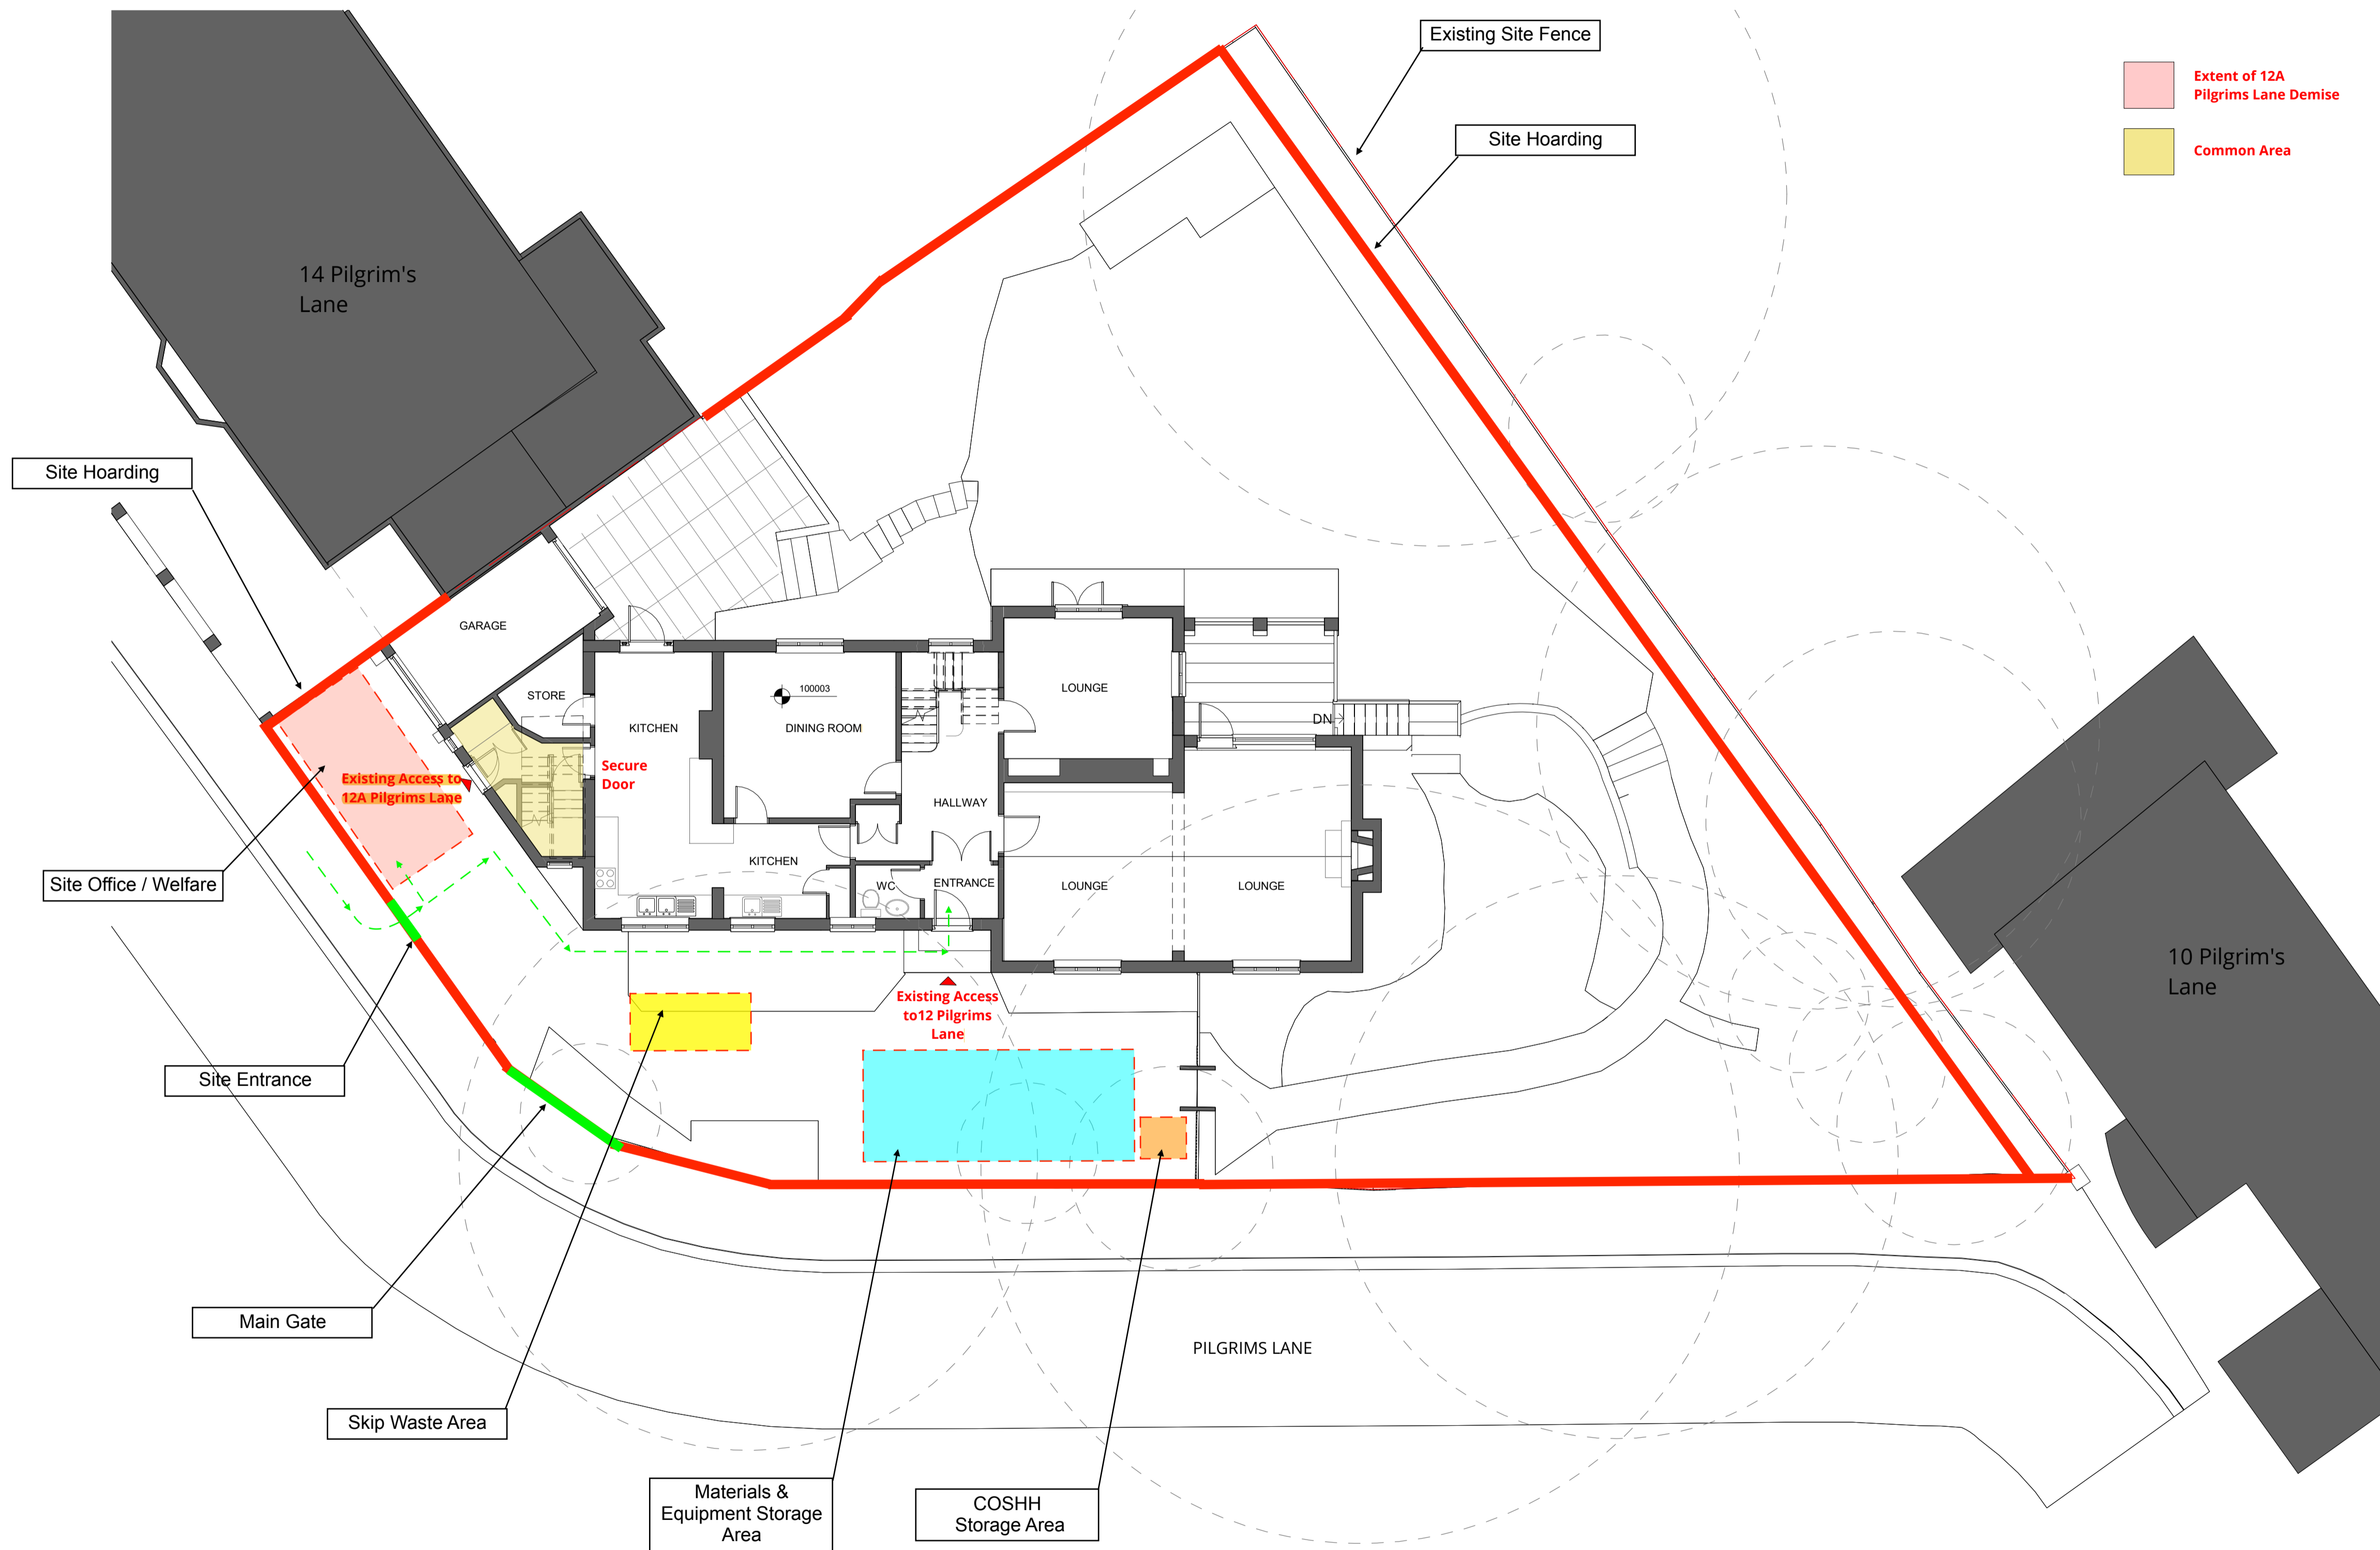 Existing Site Fence
Site Hoarding
Extent of 12A
Pilgrims Lane Demise
Common Area
14 Pilgrim's
Lane
Site Hoarding
GARAGE
STORE
KITCHEN
100003
DINING ROOM
LOUNGE
DN
Secure
Door
Existing Access to
12A Pilgrims Lane
HALLWAY
KITCHEN
WC
ENTRANCE
LOUNGE
LOUNGE
Site Office / Welfare
10 Pilgrim's
Lane
Existing Access
to12 Pilgrims
Lane
Site Entrance
Main Gate
PILGRIMS LANE
Skip Waste Area
Materials &
Equipment Storage
Area
COSHH
Storage Area